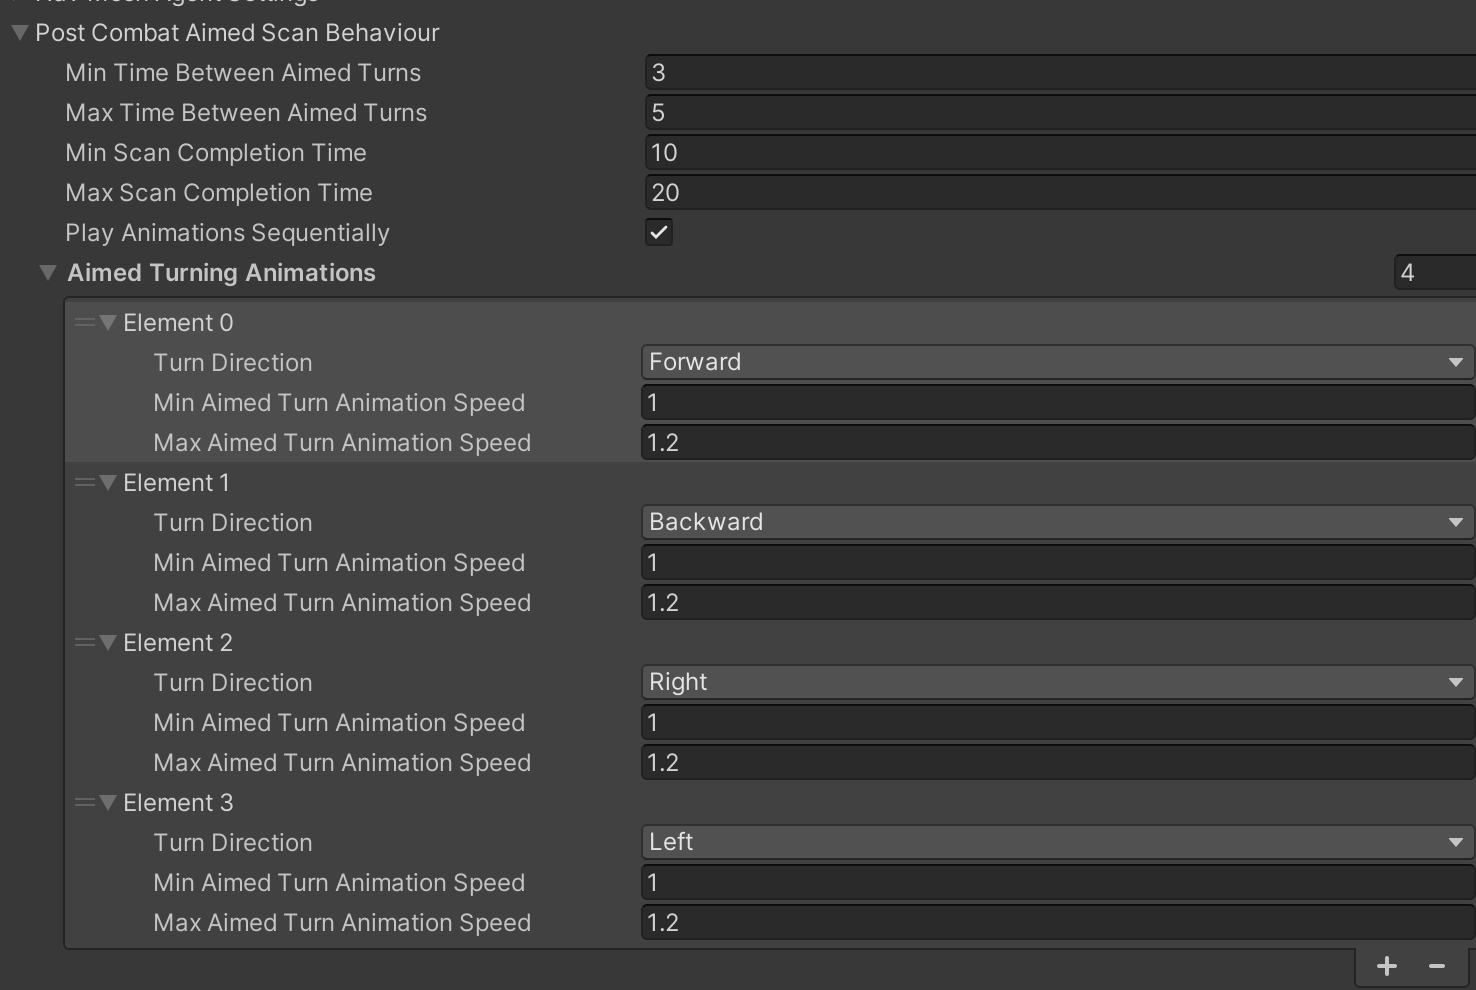 Post Combat Aimed Scan Behaviour
Min Time Between Aimed Turns 3
Max Time Between Aimed Turns 5
Min Scan Completion Time 10
Max Scan Completion Time 20
Play Animations Sequentially
Aimed Turning Animations 4
Element 0
Turn Direction Forward
Min Aimed Turn Animation Speed 1
Max Aimed Turn Animation Speed 1.2
Element 1
Turn Direction Backward
Min Aimed Turn Animation Speed 1
Max Aimed Turn Animation Speed 1.2
Element 2
Turn Direction Right
Min Aimed Turn Animation Speed 1
Max Aimed Turn Animation Speed 1.2
Element 3
Turn Direction Left
Min Aimed Turn Animation Speed 1
Max Aimed Turn Animation Speed 1.2